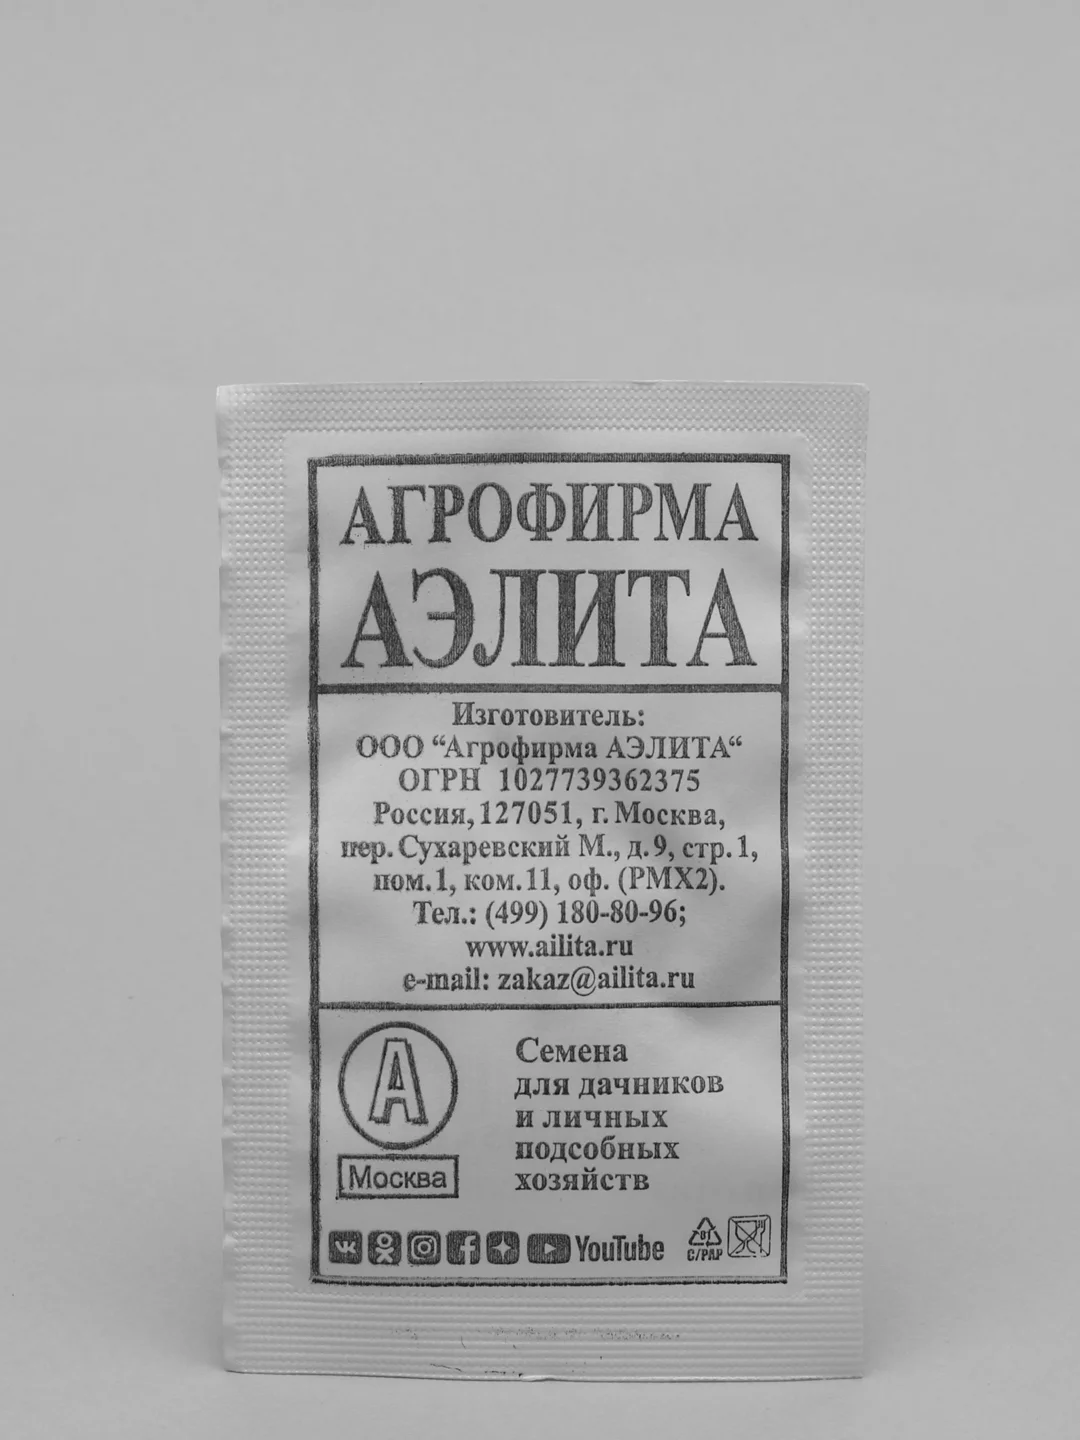 АГРОФИРМА
АЭЛИТА
Изготовитель:
ООО “Агрофирма АЭЛИТА“
ОГРН 1027739362375
Россия, 127051, г. Москва,
пер. Сухаревский М., д. 9, стр. 1,
пом. 1, ком. 11, оф. (РМХ2).
Тел.: (499) 180-80-96;
www.ailita.ru
e-mail: zakaz@ailita.ru
А
Москва
Семена
для дачников
и личных
подсобных
хозяйств
YouTube
81
C/PAP